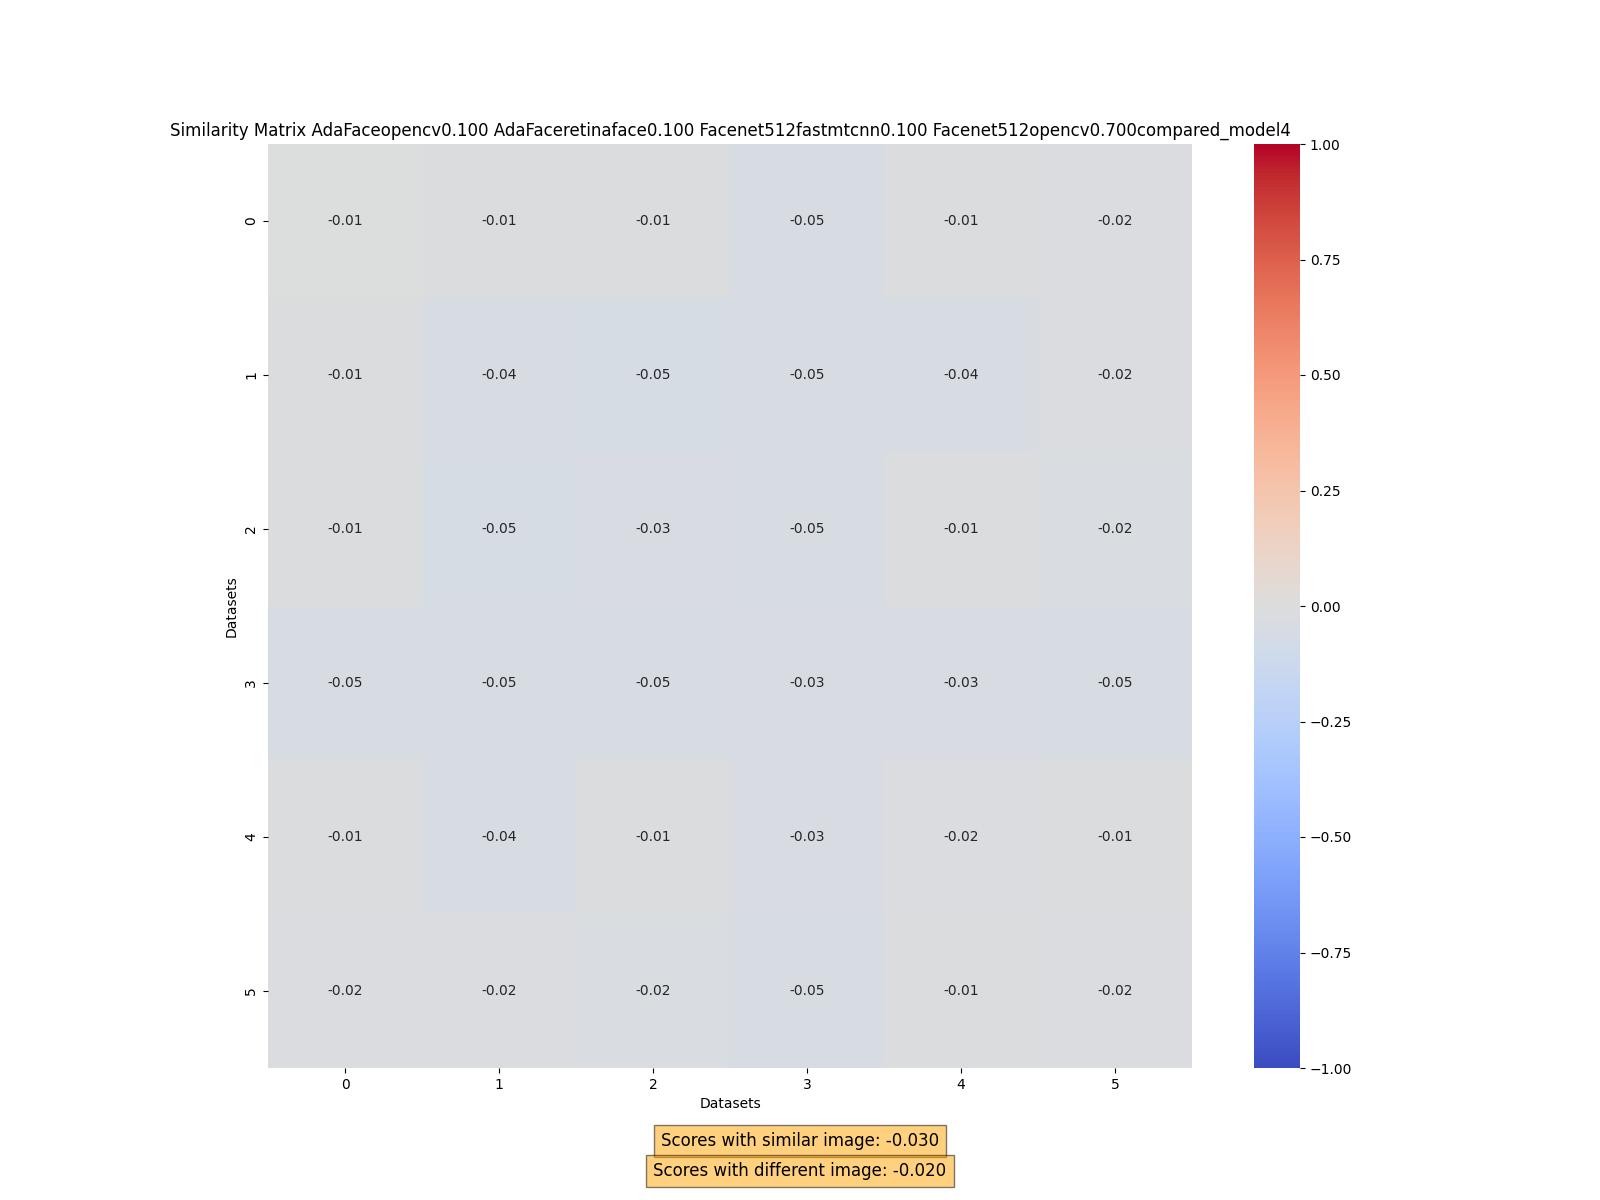 Similarity Matrix AdaFaceopencv0.100 AdaFaceretinaface0.100 Facenet512fastmtcnn0.100 Facenet512opencv0.700compared_model4
1.00
0 -0.01 -0.01 -0.01 -0.05 -0.01 -0.02
0.75
1 -0.01 -0.04 -0.05 -0.05 -0.04 -0.02
0.50
0.25
2 -0.01 -0.05 -0.03 -0.05 -0.01 -0.02
Datasets
0.00
3 -0.05 -0.05 -0.05 -0.03 -0.03 -0.05
−0.25
4 -0.01 -0.04 -0.01 -0.03 -0.02 -0.01
−0.50
−0.75
5 -0.02 -0.02 -0.02 -0.05 -0.01 -0.02
−1.00
0 1 2 3 4 5
Datasets
Scores with similar image: -0.030
Scores with different image: -0.020